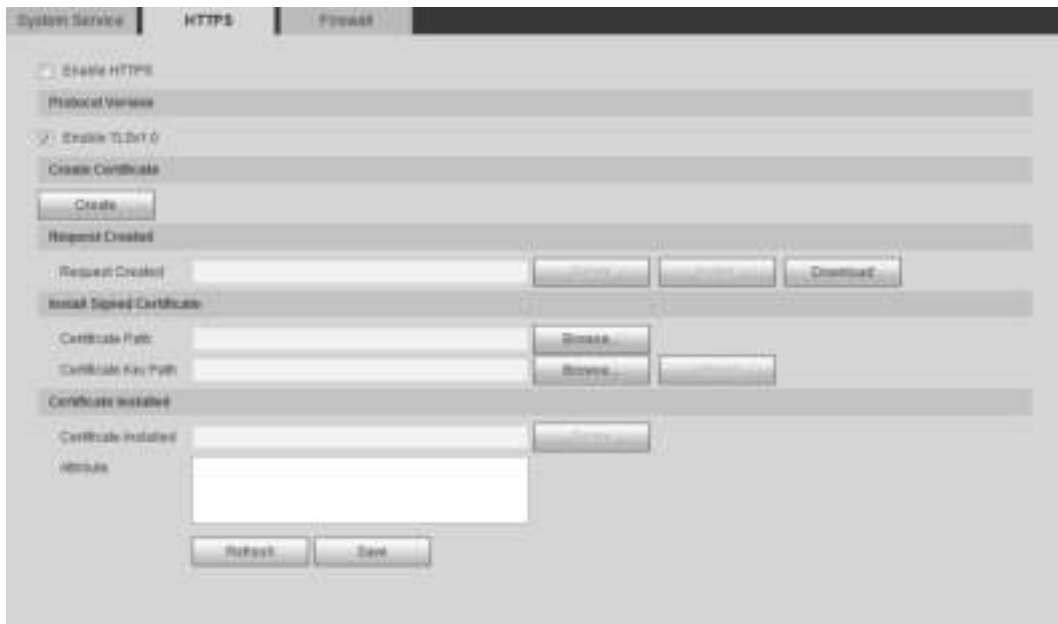 System Service HTTPS Firewall
Enable HTTPS
Protocol Version
Enable TLSv1.0
Create Certificate
Create
Request Created
Request Created Download
Install Signed Certificate
Certificate Path Browse...
Certificate Key Path Browse...
Certificate Installed
Certificate Installed
Attribute
Refresh Save